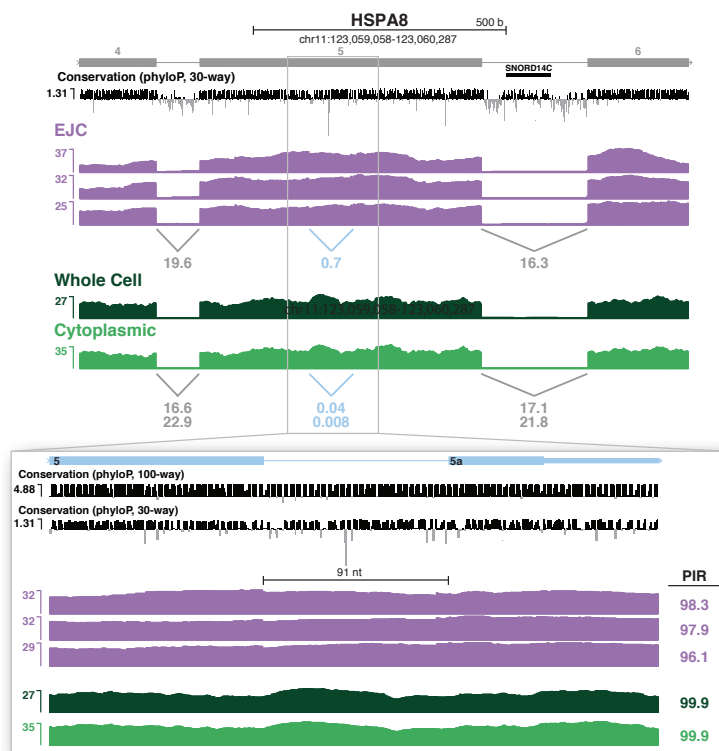 HSPA8
500 b
chr11:123,059,058-123,060,287
4
5
6
SNORD14C
Conservation (phyloP, 30-way)
1.31
EJC
37
32
25
19.6
0.7
16.3
Whole Cell
27
chr11:123,059,058-123,060,287
Cytoplasmic
35
16.6
0.04
17.1
22.9
0.008
21.8
5
5a
Conservation (phyloP, 100-way)
4.88
Conservation (phyloP, 30-way)
1.31
91 nt
PIR
32
98.3
32
97.9
29
96.1
27
99.9
35
99.9